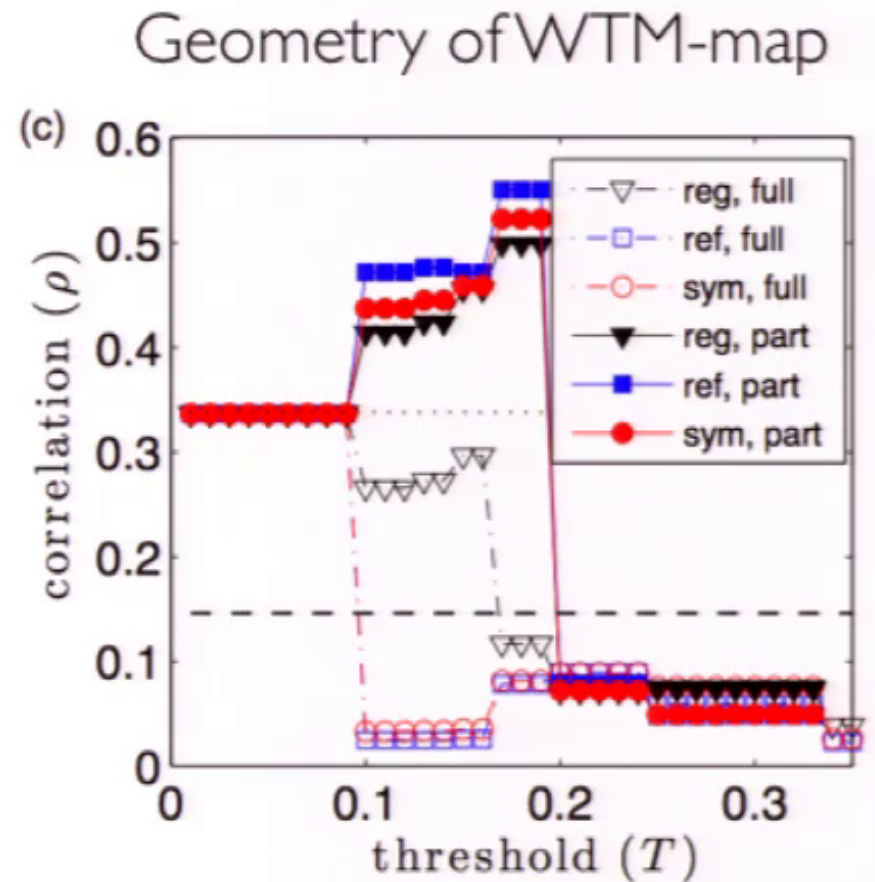 Geometry of WTM-map
(c)
0.6
0.5
0.4
0.3
0.2
0.1
0
correlation (ρ)
reg, full
ref, full
sym, full
reg, part
ref, part
sym, part
0 0.1 0.2 0.3
threshold (T)